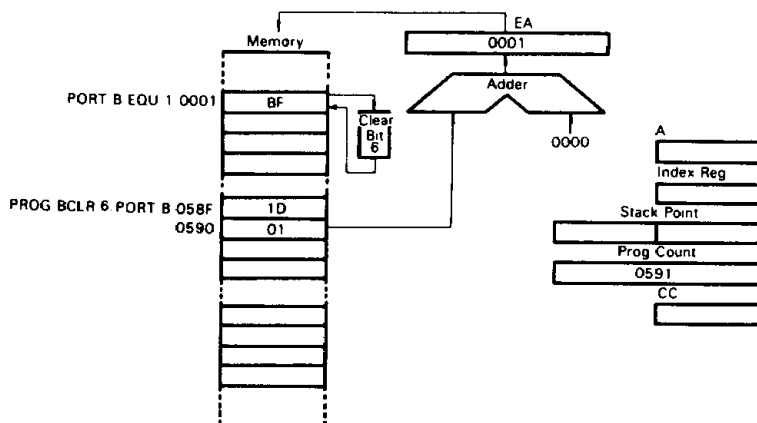 EA
Memory
0001
Adder
PORT B EQU 1 0001
BF
Clear
Bit
6
0000
A
Index Reg
PROG BCLR 6 PORT B 058F
1D
Stack Point
0590
01
Prog Count
0591
CC